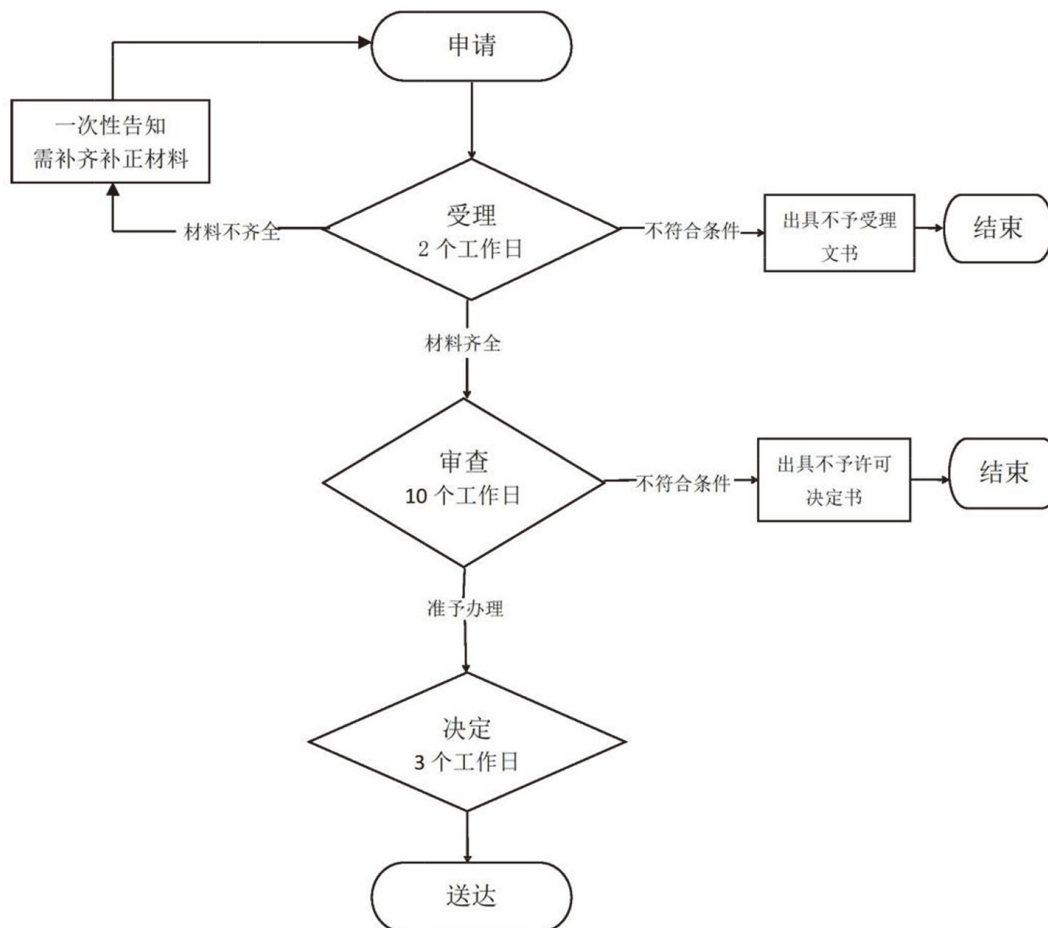 申请
一次性告知
需补齐补正材料
材料不齐全
受理
2 个工作日
不符合条件
出具不予受理
文书
结束
材料齐全
审查
10 个工作日
不符合条件
出具不予许可
决定书
结束
准予办理
决定
3 个工作日
送达